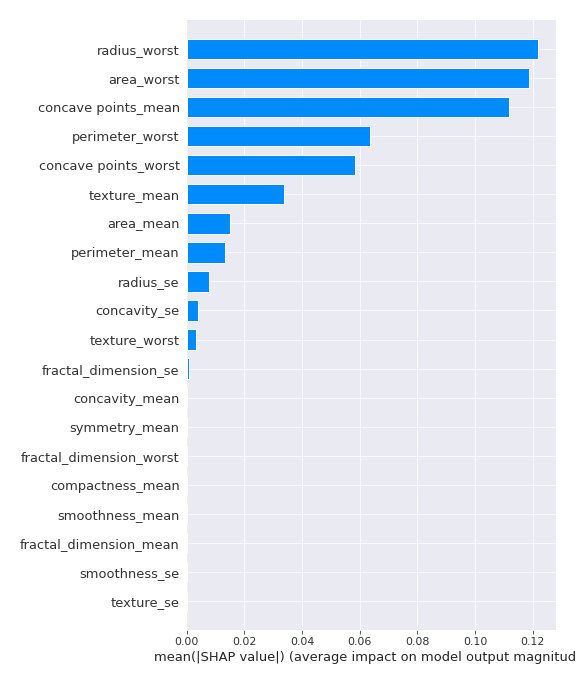 radius_worst
area_worst
concave points_mean
perimeter_worst
concave points_worst
texture_mean
area_mean
perimeter_mean
radius_se
concavity_se
texture_worst
fractal_dimension_se
concavity_mean
symmetry_mean
fractal_dimension_worst
compactness_mean
smoothness_mean
fractal_dimension_mean
smoothness_se
texture_se
0.00 0.02 0.04 0.06 0.08 0.10 0.12
mean(|SHAP value|) (average impact on model output magnitud